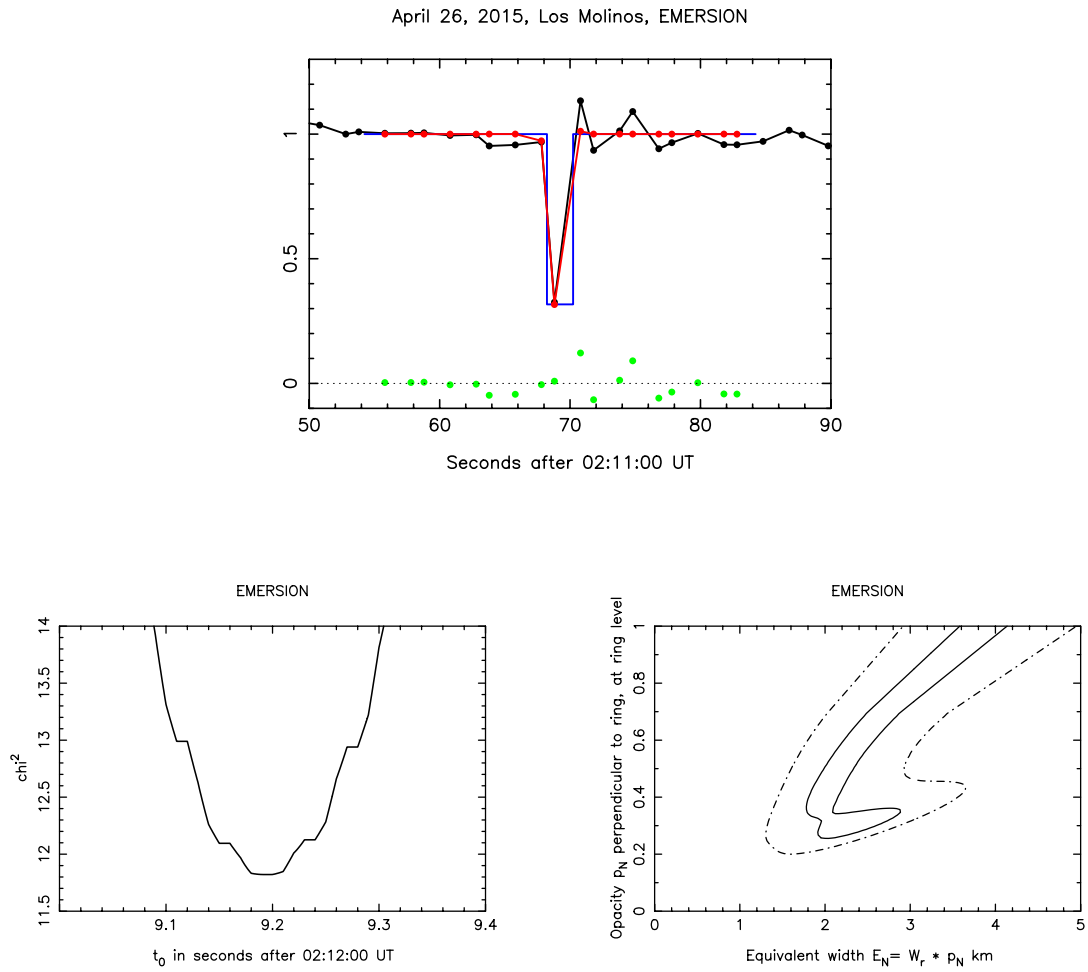 April 26, 2015, Los Molinos, EMERSION
1
0.5
0
50 60 70 80 90
Seconds after 02:11:00 UT
EMERSION
chi²
14
13.5
13
12.5
12
11.5
9.1 9.2 9.3 9.4
t₀ in seconds after 02:12:00 UT
EMERSION
Opacity p_N perpendicular to ring, at ring level
1
0.8
0.6
0.4
0.2
0
0 1 2 3 4 5
Equivalent width E_N= W_r * p_N km